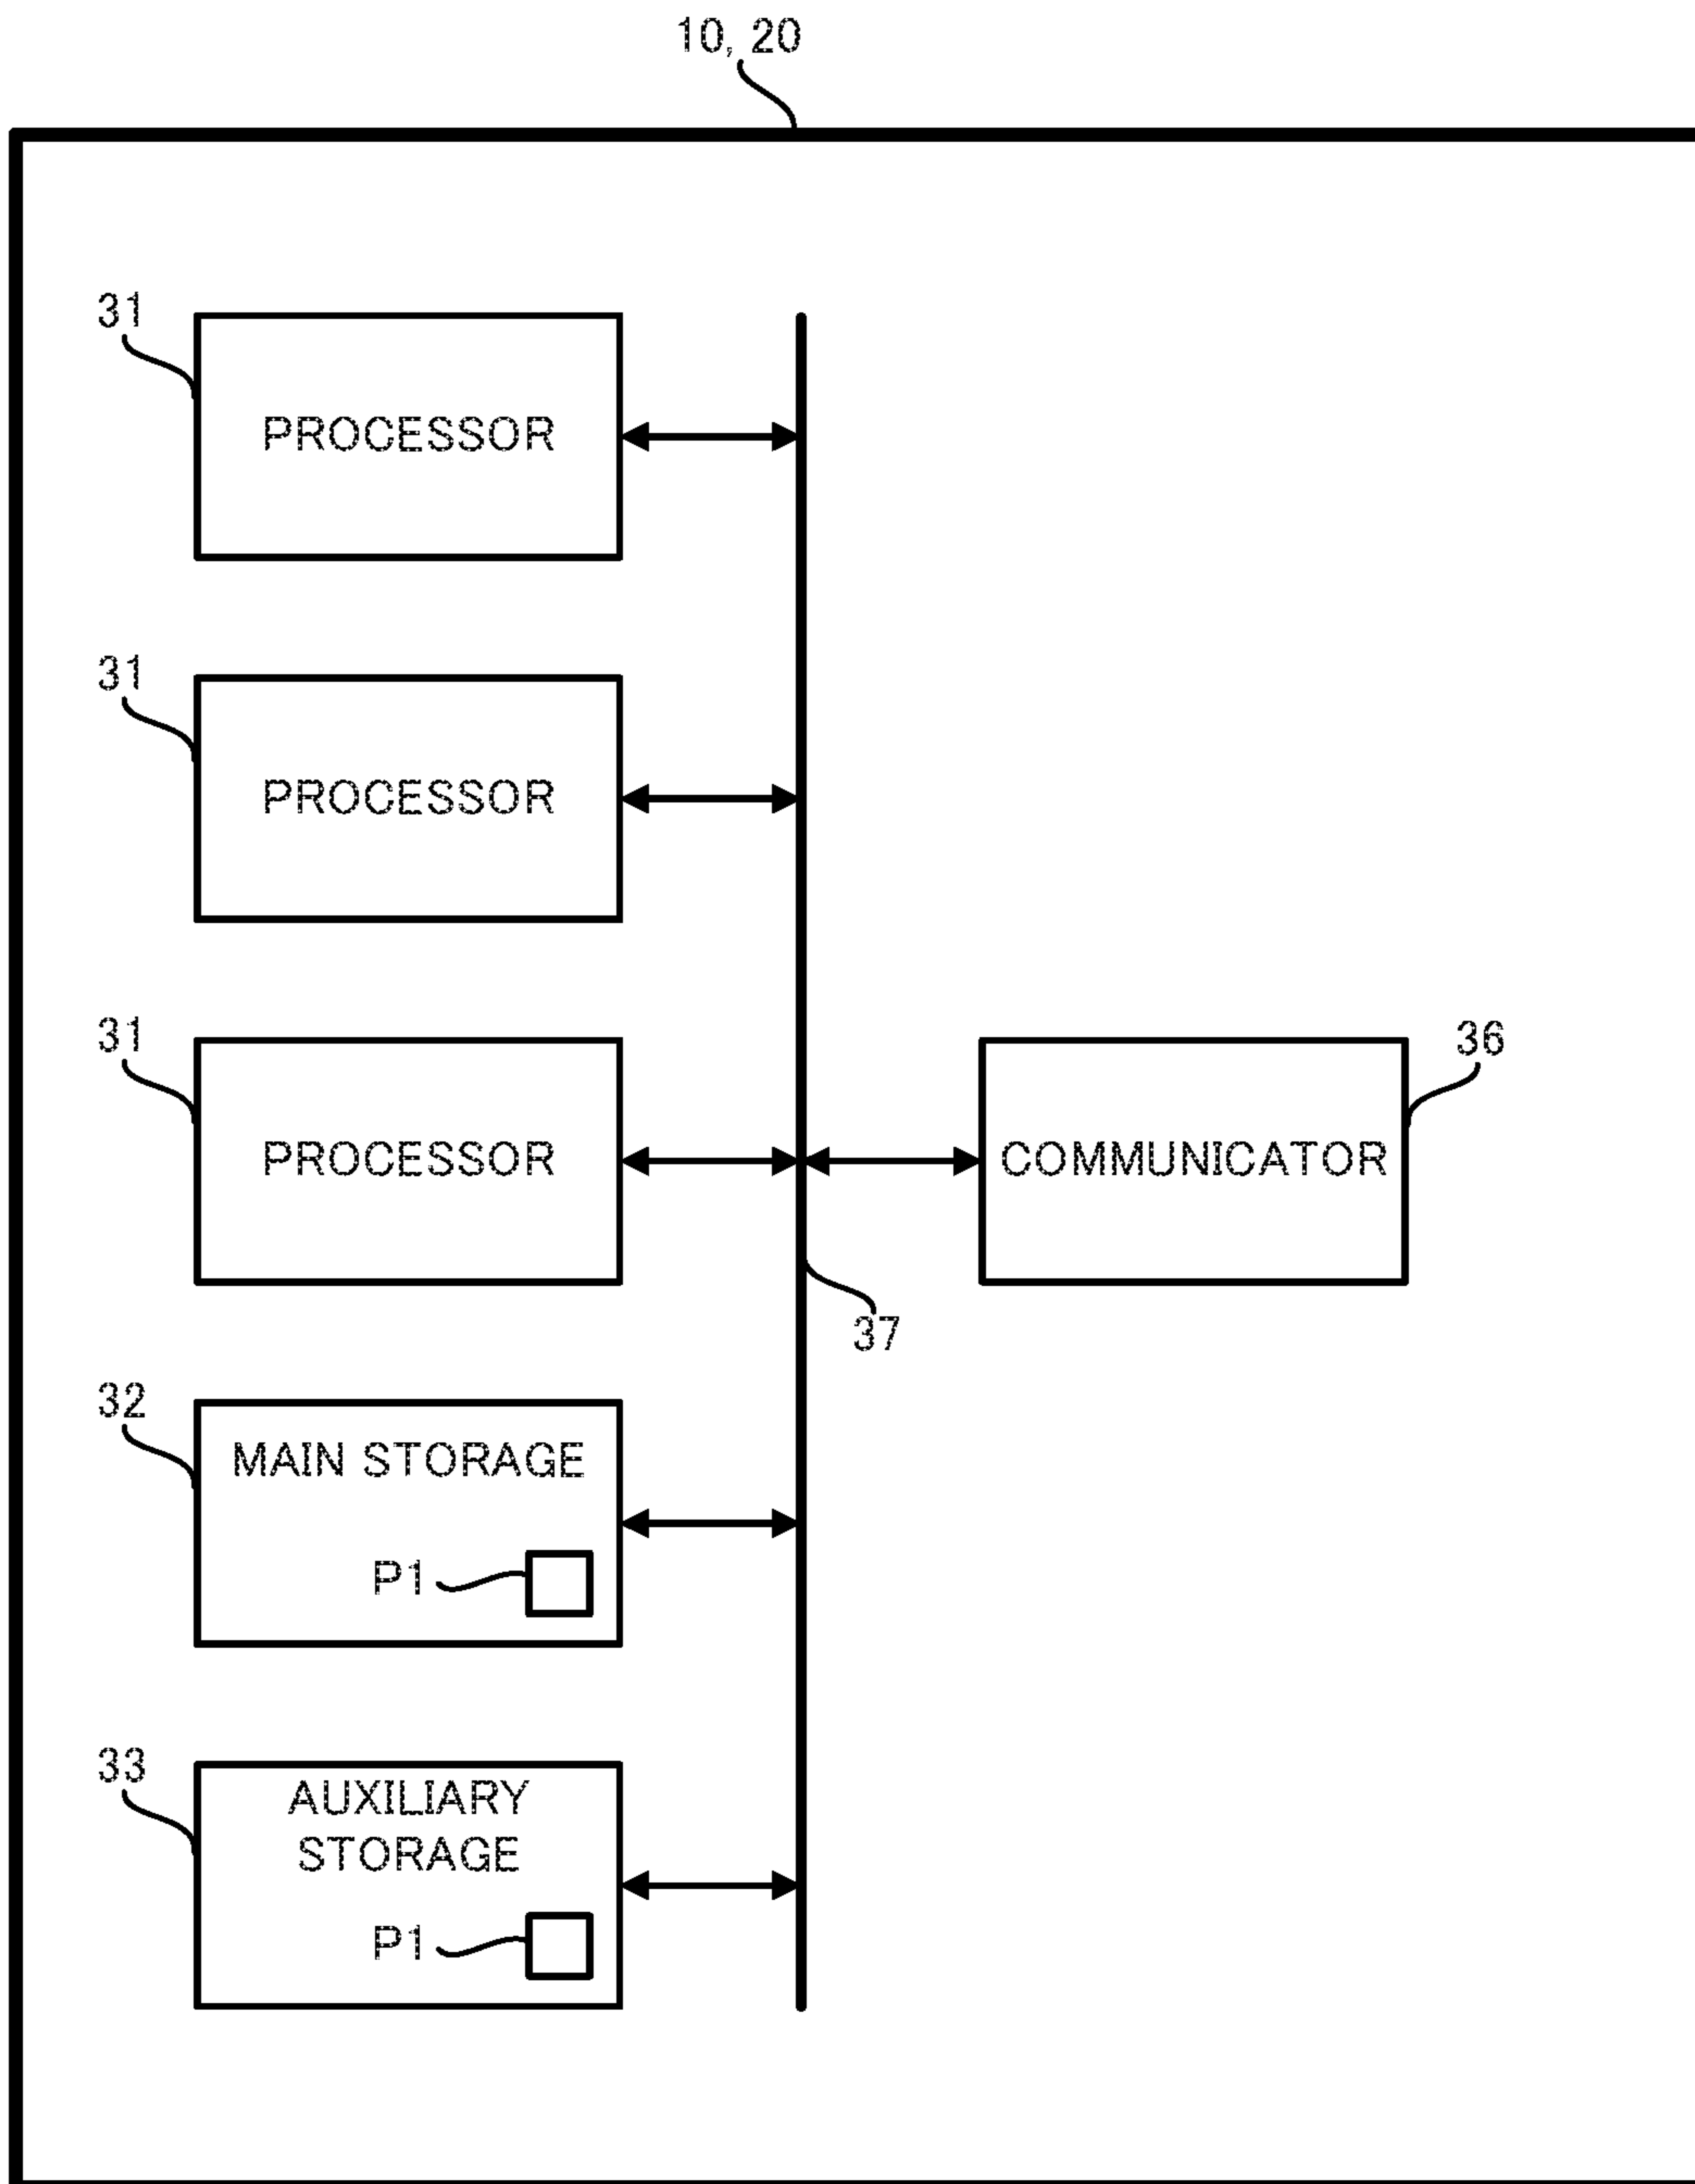 10, 20
31
PROCESSOR
31
PROCESSOR
31
PROCESSOR
36
COMMUNICATOR
37
32
MAIN STORAGE
P1
33
AUXILIARY
STORAGE
P1